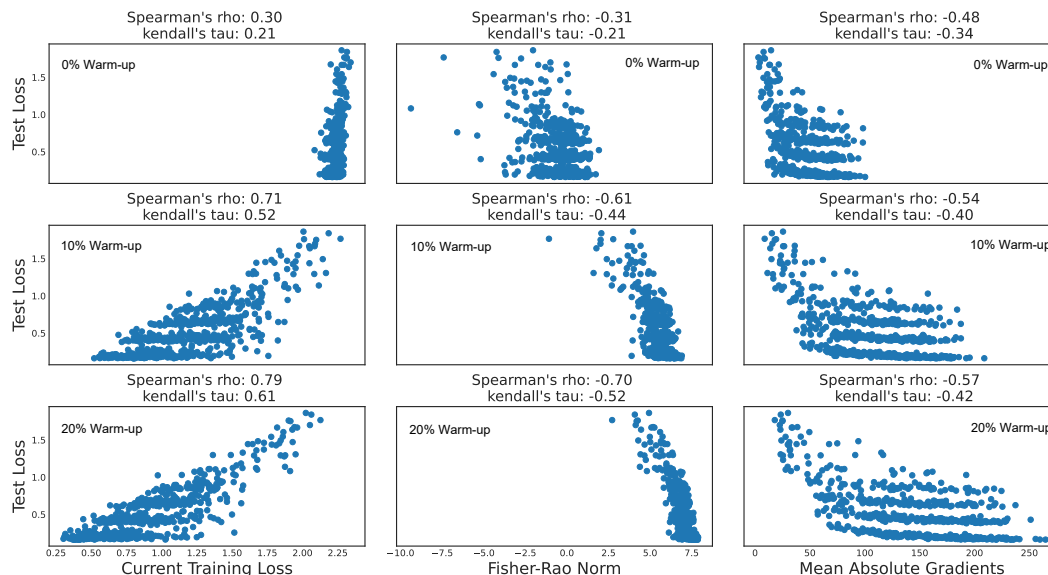 Spearman's rho: 0.30
kendall's tau: 0.21
Spearman's rho: -0.31
kendall's tau: -0.21
Spearman's rho: -0.48
kendall's tau: -0.34
0% Warm-up
0% Warm-up
0% Warm-up
Test Loss
1.5
1.0
0.5
Spearman's rho: 0.71
kendall's tau: 0.52
Spearman's rho: -0.61
kendall's tau: -0.44
Spearman's rho: -0.54
kendall's tau: -0.40
10% Warm-up
10% Warm-up
10% Warm-up
Test Loss
1.5
1.0
0.5
Spearman's rho: 0.79
kendall's tau: 0.61
Spearman's rho: -0.70
kendall's tau: -0.52
Spearman's rho: -0.57
kendall's tau: -0.42
20% Warm-up
20% Warm-up
20% Warm-up
Test Loss
1.5
1.0
0.5
0.25 0.50 0.75 1.00 1.25 1.50 1.75 2.00 2.25
−10.0 −7.5 −5.0 −2.5 0.0 2.5 5.0 7.5
0 50 100 150 200 250
Current Training Loss
Fisher-Rao Norm
Mean Absolute Gradients